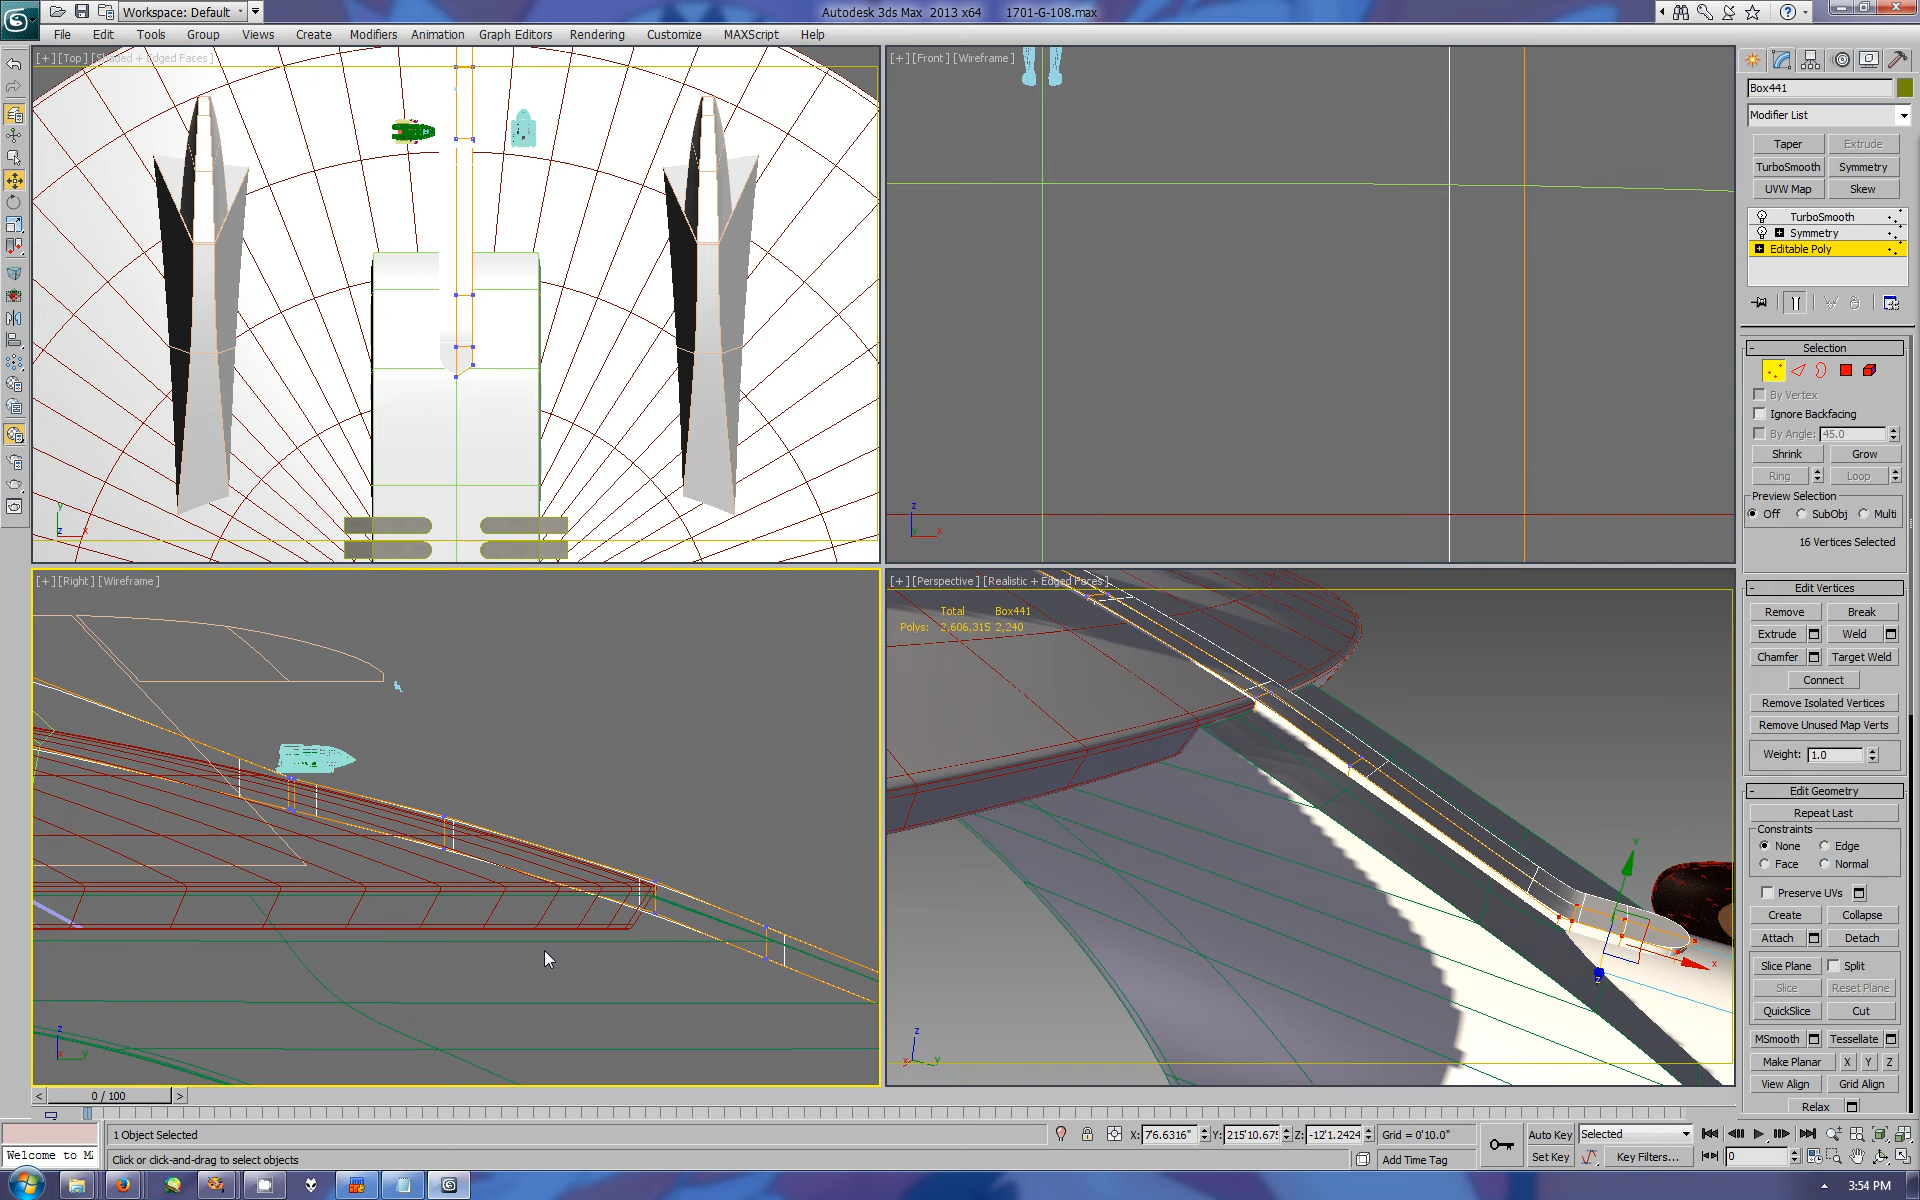 Workspace: Default
Autodesk 3ds Max 2013 x64 1701-G-108.max
File Edit Tools Group Views Create Modifiers Animation Graph Editors Rendering Customize MAXScript Help
[+] [Top] [Shaded + Edged Faces]
[+] [Front] [Wireframe]
Box441
Modifier List
Taper Extrude
TurboSmooth Symmetry
UVW Map Skew
TurboSmooth
Symmetry
Editable Poly
Selection
By Vertex
Ignore Backfacing
By Angle: 45.0
Shrink Grow
Ring Loop
Preview Selection
Off SubObj Multi
16 Vertices Selected
[+] [Right] [Wireframe]
[+] [Perspective] [Realistic + Edged Faces]
Total Box441
Polys: 2,606,315 2,240
Edit Vertices
Remove Break
Extrude Weld
Chamfer Target Weld
Connect
Remove Isolated Vertices
Remove Unused Map Verts
Weight: 1.0
Edit Geometry
Repeat Last
Constraints
None Edge
Face Normal
Preserve UVs
Create Collapse
Attach Detach
Slice Plane Split
Slice Reset Plane
QuickSlice Cut
MSmooth Tessellate
Make Planar X Y Z
View Align Grid Align
Relax
< 0 / 100 >
1 Object Selected X: 7'6.6316" Y: 215'10.675 Z: -12'1.2424 Grid = 0'10.0" Auto Key Selected
Welcome to M Click or click-and-drag to select objects Add Time Tag Set Key Key Filters... 0
3:54 PM